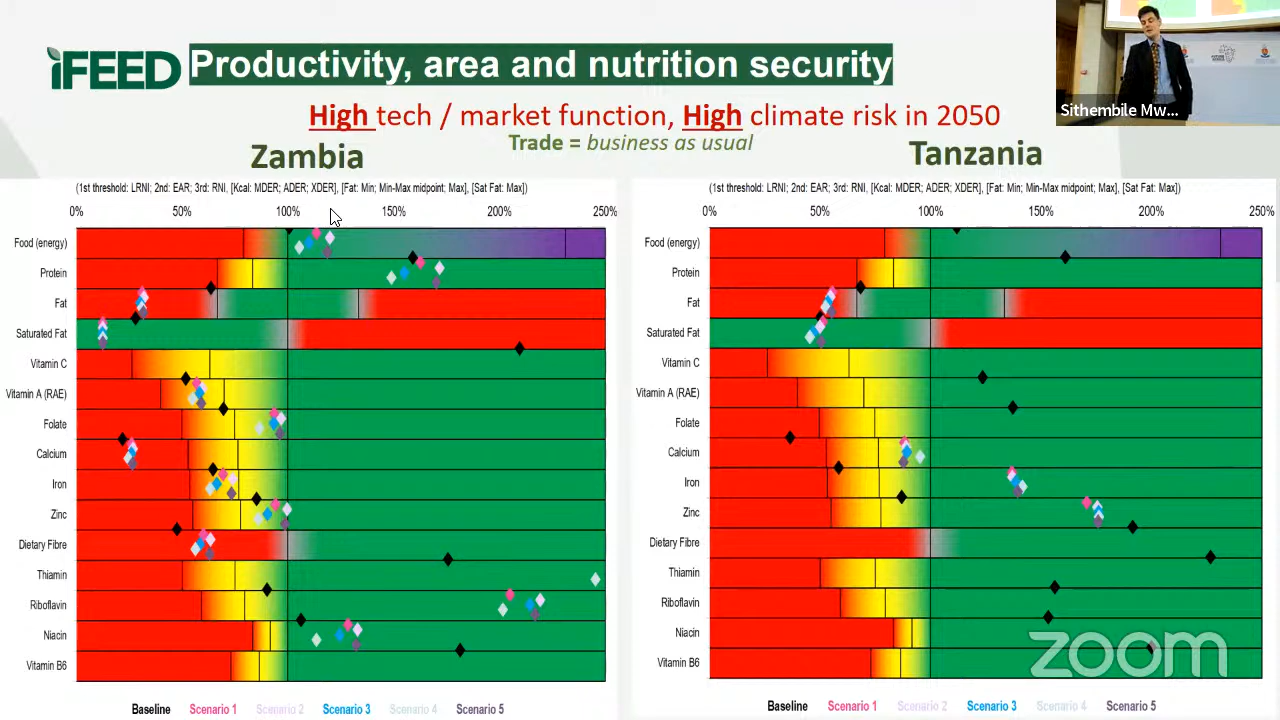 iFEED
Productivity, area and nutrition security
High tech / market function, High climate risk in 2050
Trade = business as usual
Sithembile Mw...
Zambia
(1st threshold: LRNI; 2nd: EAR; 3rd: RNI, [Kcal: MDER; ADER; XDER], [Fat: Min; Min-Max midpoint; Max], [Sat Fat: Max])
0% 50% 100% 150% 200% 250%
Food (energy)
Protein
Fat
Saturated Fat
Vitamin C
Vitamin A (RAE)
Folate
Calcium
Iron
Zinc
Dietary Fibre
Thiamin
Riboflavin
Niacin
Vitamin B6
Baseline Scenario 1 Scenario 2 Scenario 3 Scenario 4 Scenario 5
Tanzania
(1st threshold: LRNI; 2nd: EAR; 3rd: RNI, [Kcal: MDER; ADER; XDER], [Fat: Min; Min-Max midpoint; Max], [Sat Fat: Max])
0% 50% 100% 150% 200% 250%
Food (energy)
Protein
Fat
Saturated Fat
Vitamin C
Vitamin A (RAE)
Folate
Calcium
Iron
Zinc
Dietary Fibre
Thiamin
Riboflavin
Niacin
Vitamin B6
Baseline Scenario 1 Scenario 2 Scenario 3 Scenario 4 Scenario 5
zoom